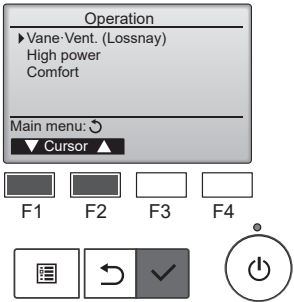 Operation
Vane·Vent. (Lossnay)
High power
Comfort
Main menu:
Cursor
F1 F2 F3 F4